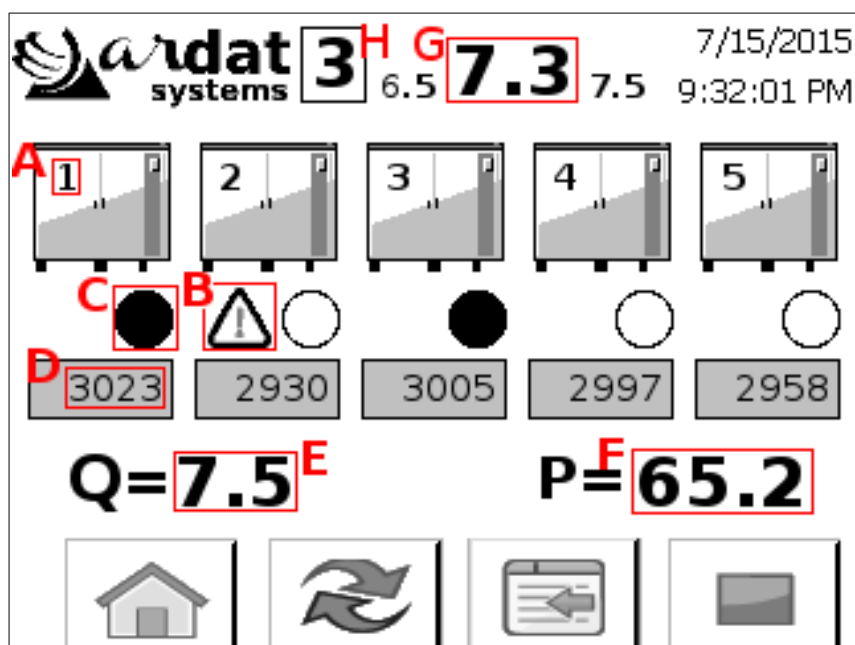 ardat
systems
3 H 6.5 G 7.3 7.5
7/15/2015
9:32:01 PM
A 1 2 3 4 5
C B !
D 3023 2930 3005 2997 2958
Q=7.5 E P=F 65.2